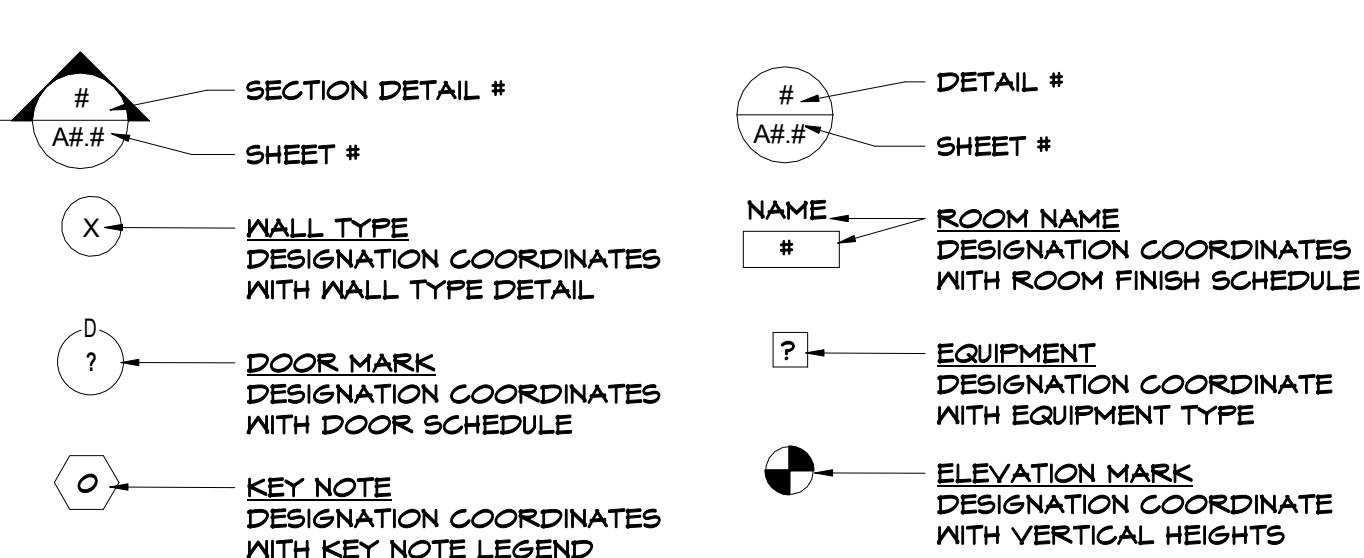 #
A#.#
SECTION DETAIL #
SHEET #
X
WALL TYPE
DESIGNATION COORDINATES
WITH WALL TYPE DETAIL
D
?
DOOR MARK
DESIGNATION COORDINATES
WITH DOOR SCHEDULE
0
KEY NOTE
DESIGNATION COORDINATES
WITH KEY NOTE LEGEND
#
A#.#
DETAIL #
SHEET #
NAME
#
ROOM NAME
DESIGNATION COORDINATES
WITH ROOM FINISH SCHEDULE
?
EQUIPMENT
DESIGNATION COORDINATE
WITH EQUIPMENT TYPE
ELEVATION MARK
DESIGNATION COORDINATE
WITH VERTICAL HEIGHTS